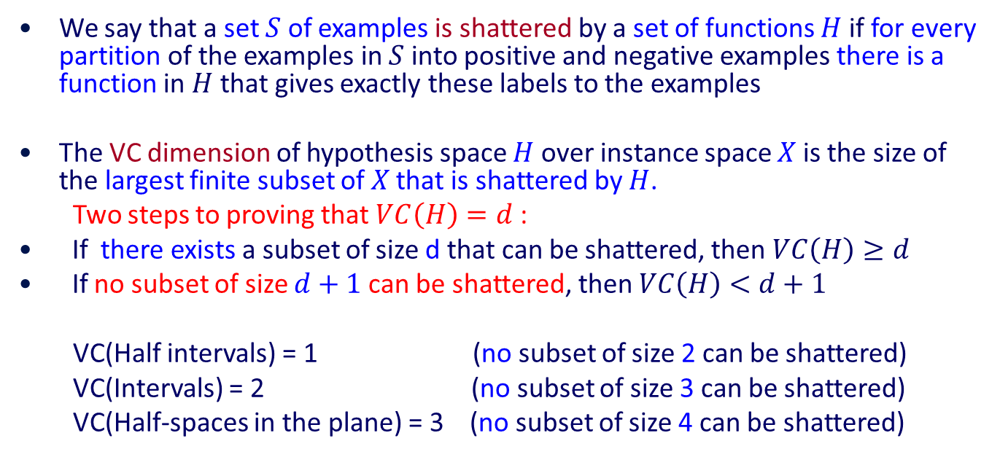 • We say that a set S of examples is shattered by a set of functions H if for every
partition of the examples in S into positive and negative examples there is a
function in H that gives exactly these labels to the examples
• The VC dimension of hypothesis space H over instance space X is the size of
the largest finite subset of X that is shattered by H.
Two steps to proving that VC(H) = d :
• If there exists a subset of size d that can be shattered, then VC(H) ≥ d
• If no subset of size d + 1 can be shattered, then VC(H) < d + 1
VC(Half intervals) = 1 (no subset of size 2 can be shattered)
VC(Intervals) = 2 (no subset of size 3 can be shattered)
VC(Half-spaces in the plane) = 3 (no subset of size 4 can be shattered)